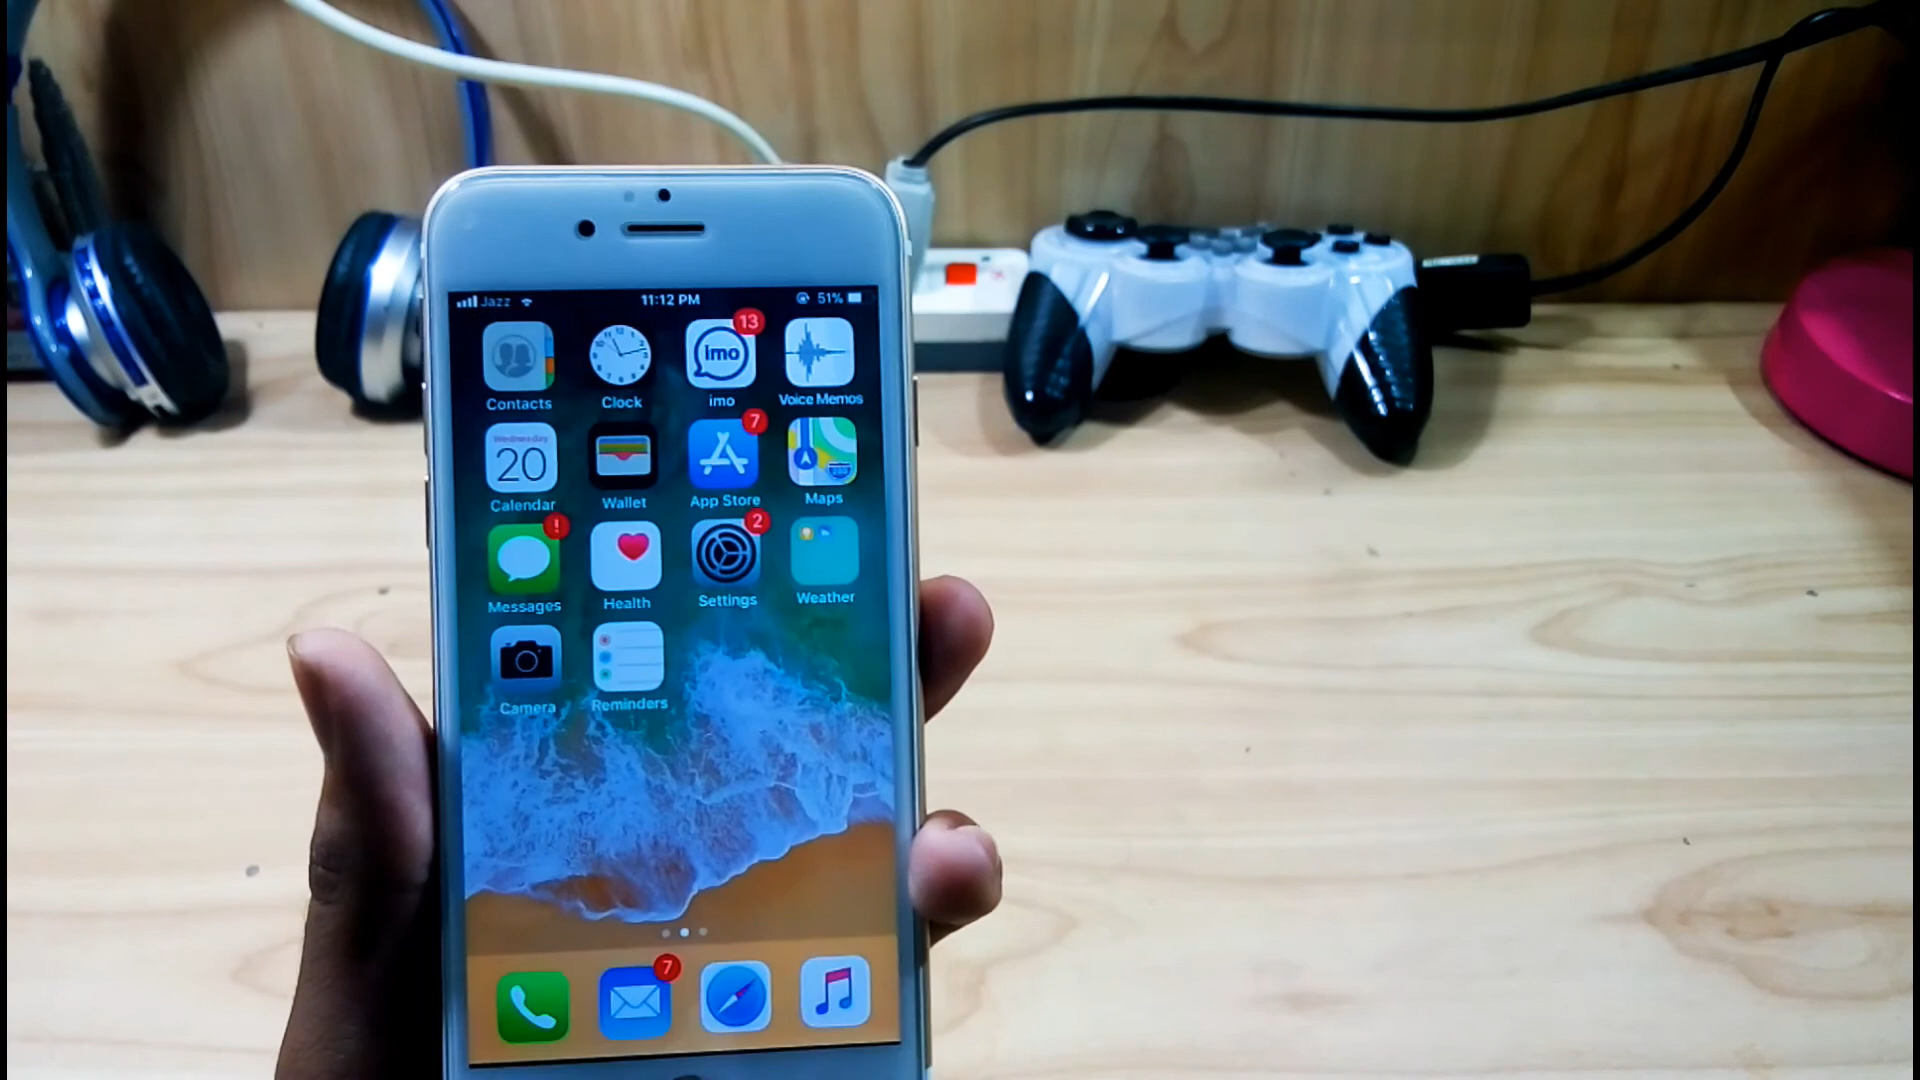 Jazz 11:12 PM 51%
13
imo
Contacts Clock imo Voice Memos
Wednesday 7
20
Calendar Wallet App Store Maps
! 2
Messages Health Settings Weather
Camera Reminders
7